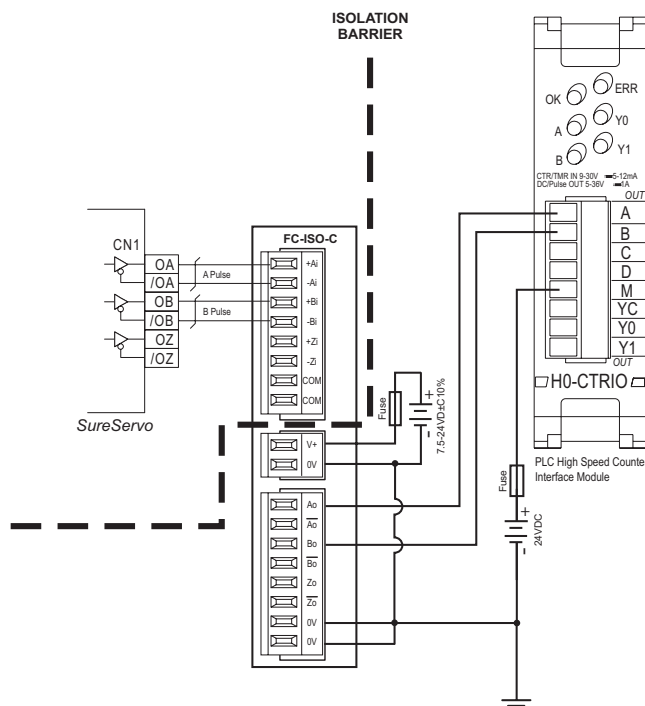 ISOLATION
BARRIER
CN1
OA
/OA
OB
/OB
OZ
/OZ
A Pulse
B Pulse
SureServo
FC-ISO-C
+Ai
-Ai
+Bi
-Bi
+Zi
-Zi
COM
COM
V+
0V
Ao
Ao
Bo
Bo
Zo
Zo
0V
0V
Fuse
+
-
7.5-24VD±C10%
OK
ERR
A
Y0
B
Y1
CTR/TMR IN 9-30V 5-12mA
DC/Pulse OUT 5-36V 1A
OUT
A
B
C
D
M
YC
Y0
Y1
OUT
H0-CTRIO
PLC High Speed Counte
Interface Module
Fuse
+
-
24VDC